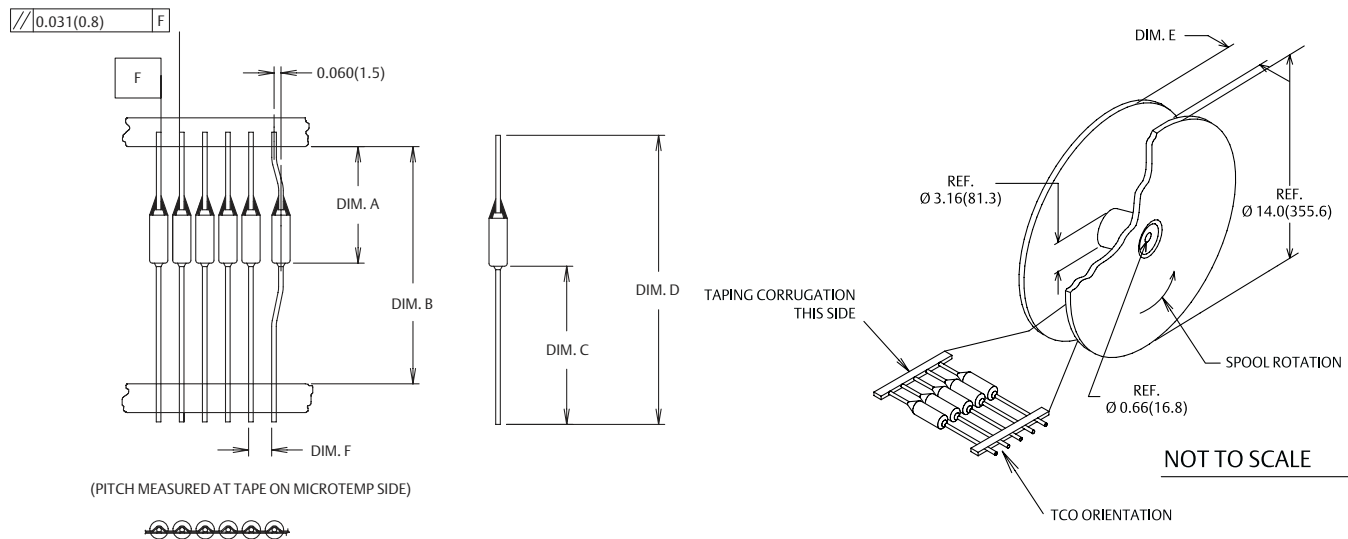 // 0.031(0.8) F
F
0.060(1.5)
DIM. A
DIM. B
DIM. F
(PITCH MEASURED AT TAPE ON MICROTEMP SIDE)
DIM. C
DIM. D
DIM. E
REF.
Ø 3.16(81.3)
REF.
Ø 14.0(355.6)
TAPING CORRUGATION
THIS SIDE
SPOOL ROTATION
REF.
Ø 0.66(16.8)
NOT TO SCALE
TCO ORIENTATION